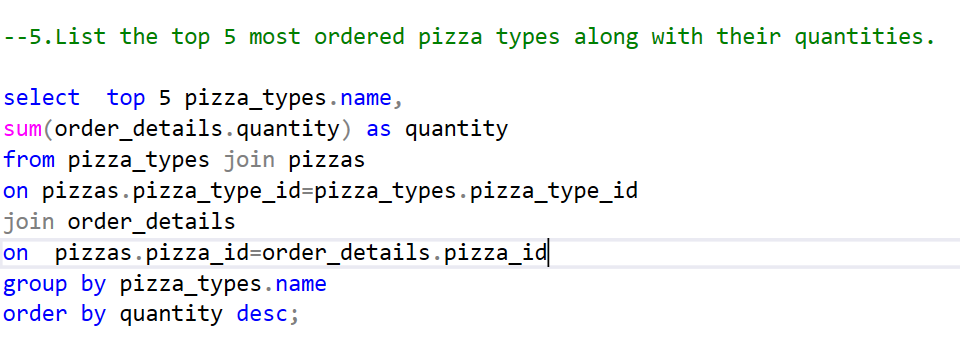 --5.List the top 5 most ordered pizza types along with their quantities.
select  top 5 pizza_types.name,
sum(order_details.quantity) as quantity
from pizza_types join pizzas
on pizzas.pizza_type_id=pizza_types.pizza_type_id
join order_details
on  pizzas.pizza_id=order_details.pizza_id
group by pizza_types.name
order by quantity desc;